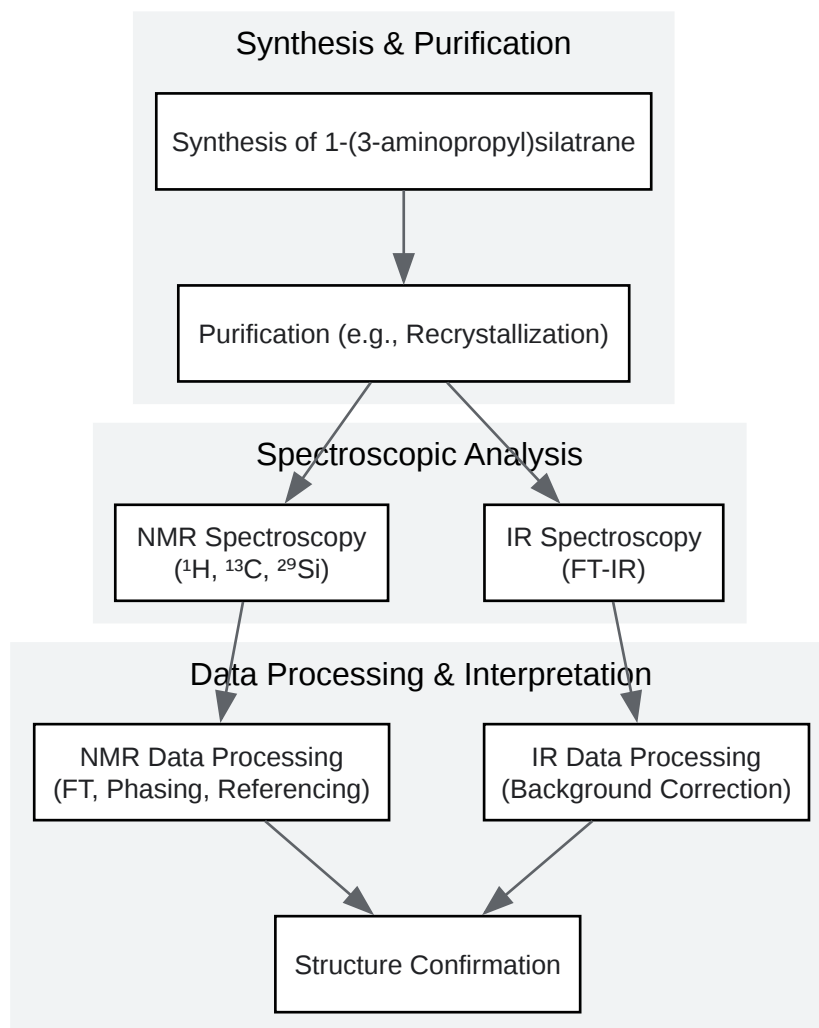 Synthesis & Purification
Synthesis of 1-(3-aminopropyl)silatrane
Purification (e.g., Recrystallization)
Spectroscopic Analysis
NMR Spectroscopy
(¹H, ¹³C, ²⁹Si)
IR Spectroscopy
(FT-IR)
Data Processing & Interpretation
NMR Data Processing
(FT, Phasing, Referencing)
IR Data Processing
(Background Correction)
Structure Confirmation